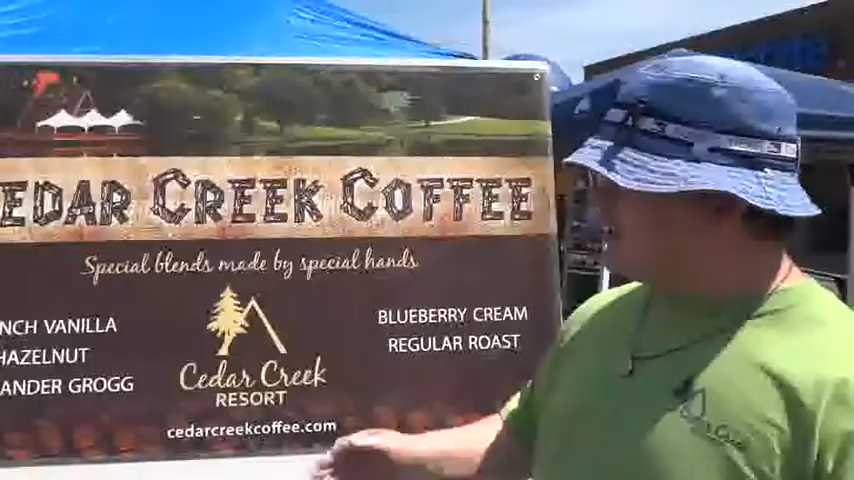 EDAR CREEK COFFEE
Special blends made by special hands
NCH VANILLA
HAZELNUT
ANDER GROGG
BLUEBERRY CREAM
REGULAR ROAST
Cedar Creek
RESORT
cedarcreekcoffee.com